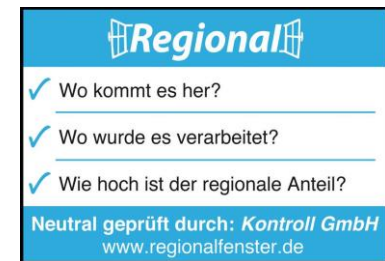 Regional
Wo kommt es her?
Wo wurde es verarbeitet?
Wie hoch ist der regionale Anteil?
Neutral geprüft durch: Kontroll GmbH
www.regionalfenster.de